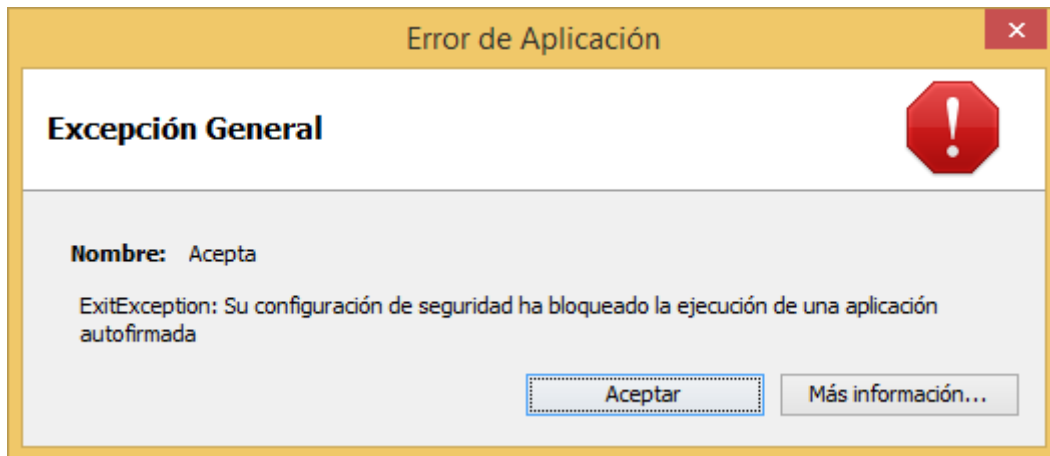 Error de Aplicación
Excepción General
Nombre: Acepta
ExitException: Su configuración de seguridad ha bloqueado la ejecución de una aplicación
autofirmada
Aceptar
Más información...